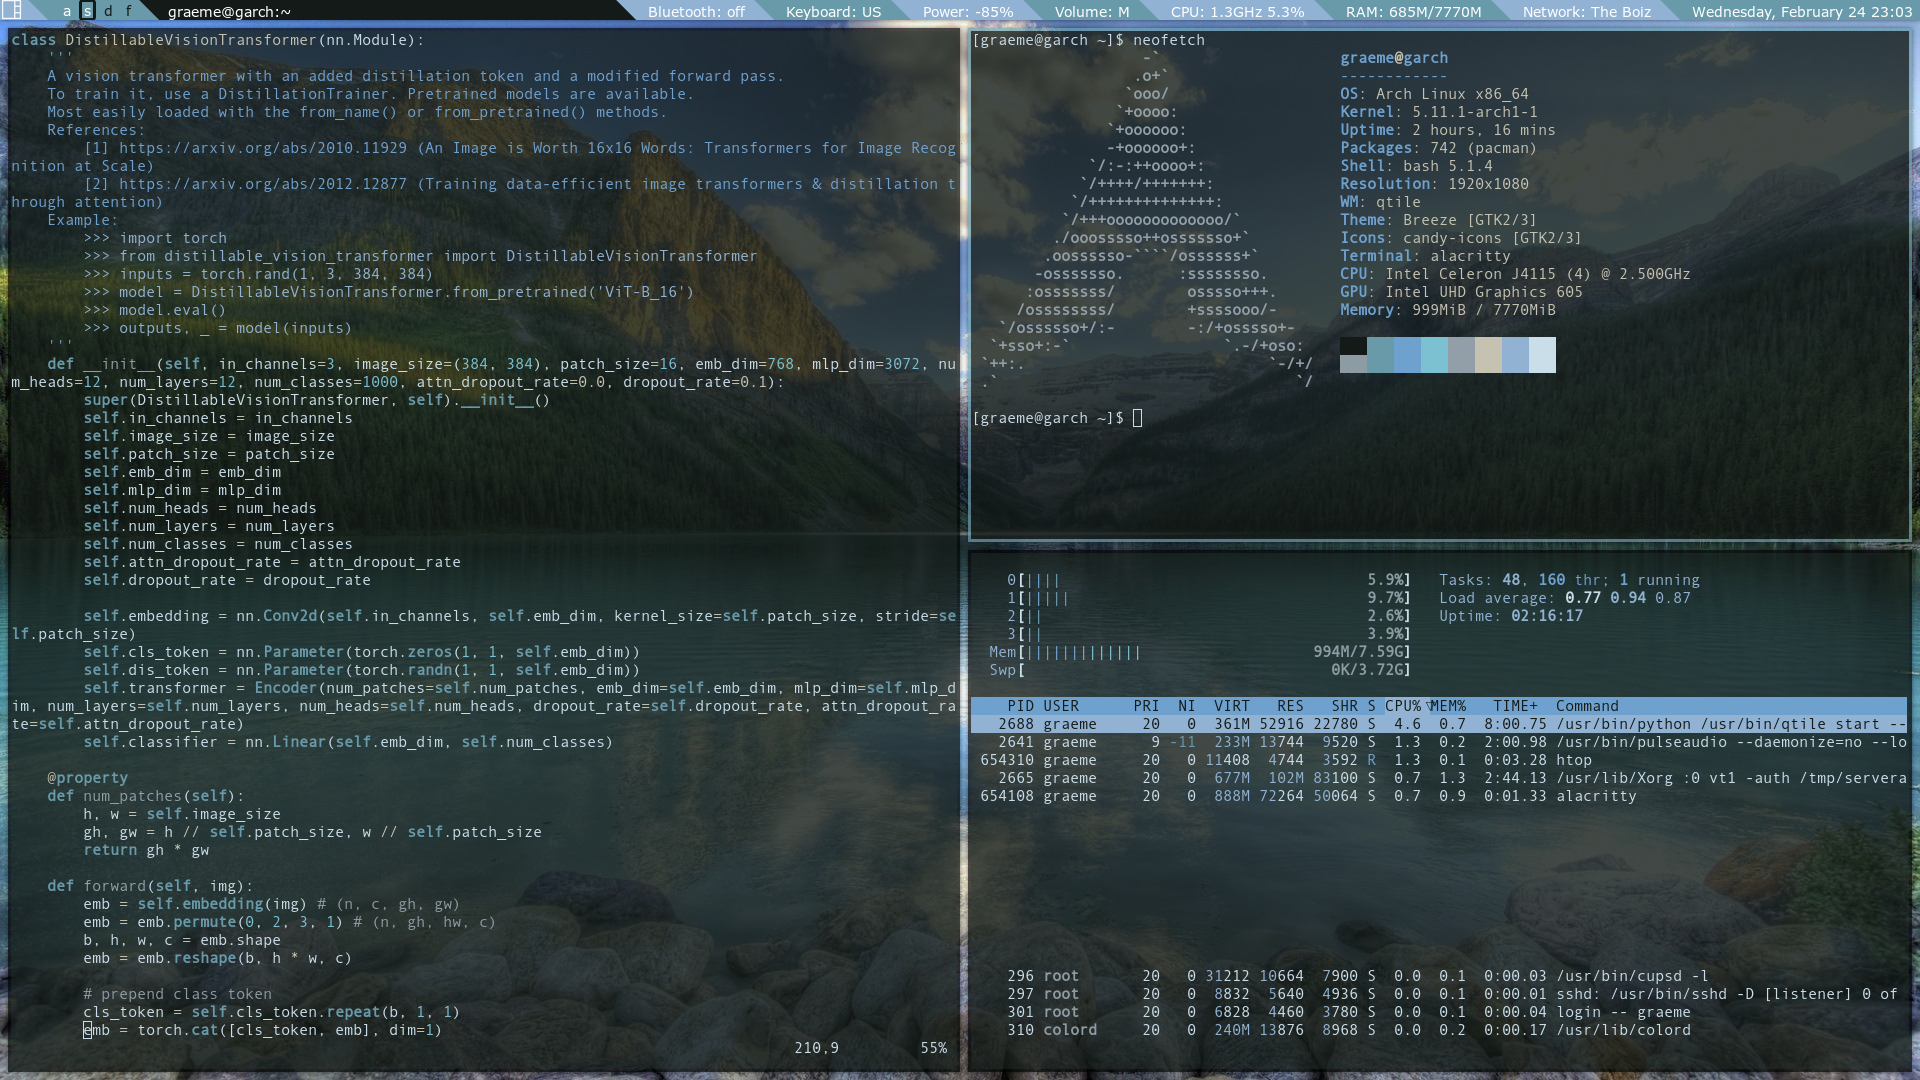 a s d f graeme@garch:~ Bluetooth: off Keyboard: US Power: -85% Volume: M CPU: 1.3GHz 5.3% RAM: 685M/7770M Network: The Boiz Wednesday, February 24 23:03
class DistillableVisionTransformer(nn.Module):
    '''
    A vision transformer with an added distillation token and a modified forward pass.
    To train it, use a DistillationTrainer. Pretrained models are available.
    Most easily loaded with the from_name() or from_pretrained() methods.
    References:
        [1] https://arxiv.org/abs/2010.11929 (An Image is Worth 16x16 Words: Transformers for Image Recog
nition at Scale)
        [2] https://arxiv.org/abs/2012.12877 (Training data-efficient image transformers & distillation t
hrough attention)
    Example:
        >>> import torch
        >>> from distillable_vision_transformer import DistillableVisionTransformer
        >>> inputs = torch.rand(1, 3, 384, 384)
        >>> model = DistillableVisionTransformer.from_pretrained('ViT-B_16')
        >>> model.eval()
        >>> outputs, _ = model(inputs)
    '''
    def __init__(self, in_channels=3, image_size=(384, 384), patch_size=16, emb_dim=768, mlp_dim=3072, nu
m_heads=12, num_layers=12, num_classes=1000, attn_dropout_rate=0.0, dropout_rate=0.1):
        super(DistillableVisionTransformer, self).__init__()
        self.in_channels = in_channels
        self.image_size = image_size
        self.patch_size = patch_size
        self.emb_dim = emb_dim
        self.mlp_dim = mlp_dim
        self.num_heads = num_heads
        self.num_layers = num_layers
        self.num_classes = num_classes
        self.attn_dropout_rate = attn_dropout_rate
        self.dropout_rate = dropout_rate

        self.embedding = nn.Conv2d(self.in_channels, self.emb_dim, kernel_size=self.patch_size, stride=se
lf.patch_size)
        self.cls_token = nn.Parameter(torch.zeros(1, 1, self.emb_dim))
        self.dis_token = nn.Parameter(torch.randn(1, 1, self.emb_dim))
        self.transformer = Encoder(num_patches=self.num_patches, emb_dim=self.emb_dim, mlp_dim=self.mlp_d
im, num_layers=self.num_layers, num_heads=self.num_heads, dropout_rate=self.dropout_rate, attn_dropout_ra
te=self.attn_dropout_rate)
        self.classifier = nn.Linear(self.emb_dim, self.num_classes)

    @property
    def num_patches(self):
        h, w = self.image_size
        gh, gw = h // self.patch_size, w // self.patch_size
        return gh * gw

    def forward(self, img):
        emb = self.embedding(img) # (n, c, gh, gw)
        emb = emb.permute(0, 2, 3, 1) # (n, gh, hw, c)
        b, h, w, c = emb.shape
        emb = emb.reshape(b, h * w, c)

        # prepend class token
        cls_token = self.cls_token.repeat(b, 1, 1)
        emb = torch.cat([cls_token, emb], dim=1)
210,9 55%
[graeme@garch ~]$ neofetch
graeme@garch
------------
OS: Arch Linux x86_64
Kernel: 5.11.1-arch1-1
Uptime: 2 hours, 16 mins
Packages: 742 (pacman)
Shell: bash 5.1.4
Resolution: 1920x1080
WM: qtile
Theme: Breeze [GTK2/3]
Icons: candy-icons [GTK2/3]
Terminal: alacritty
CPU: Intel Celeron J4115 (4) @ 2.500GHz
GPU: Intel UHD Graphics 605
Memory: 999MiB / 7770MiB
[graeme@garch ~]$
0[|||| 5.9%] Tasks: 48, 160 thr; 1 running
1[||||| 9.7%] Load average: 0.77 0.94 0.87
2[|| 2.6%] Uptime: 02:16:17
3[|| 3.9%]
Mem[||||||||||||| 994M/7.59G]
Swp[ 0K/3.72G]
PID USER PRI NI VIRT RES SHR S CPU%▽MEM% TIME+ Command
2688 graeme 20 0 361M 52916 22780 S 4.6 0.7 8:00.75 /usr/bin/python /usr/bin/qtile start --
2641 graeme 9 -11 233M 13744 9520 S 1.3 0.2 2:00.98 /usr/bin/pulseaudio --daemonize=no --lo
654310 graeme 20 0 11408 4744 3592 R 1.3 0.1 0:03.28 htop
2665 graeme 20 0 677M 102M 83100 S 0.7 1.3 2:44.13 /usr/lib/Xorg :0 vt1 -auth /tmp/servera
654108 graeme 20 0 888M 72264 50064 S 0.7 0.9 0:01.33 alacritty
296 root 20 0 31212 10664 7900 S 0.0 0.1 0:00.03 /usr/bin/cupsd -l
297 root 20 0 8832 5640 4936 S 0.0 0.1 0:00.01 sshd: /usr/bin/sshd -D [listener] 0 of
301 root 20 0 6828 4460 3780 S 0.0 0.1 0:00.04 login -- graeme
310 colord 20 0 240M 13876 8968 S 0.0 0.2 0:00.17 /usr/lib/colord